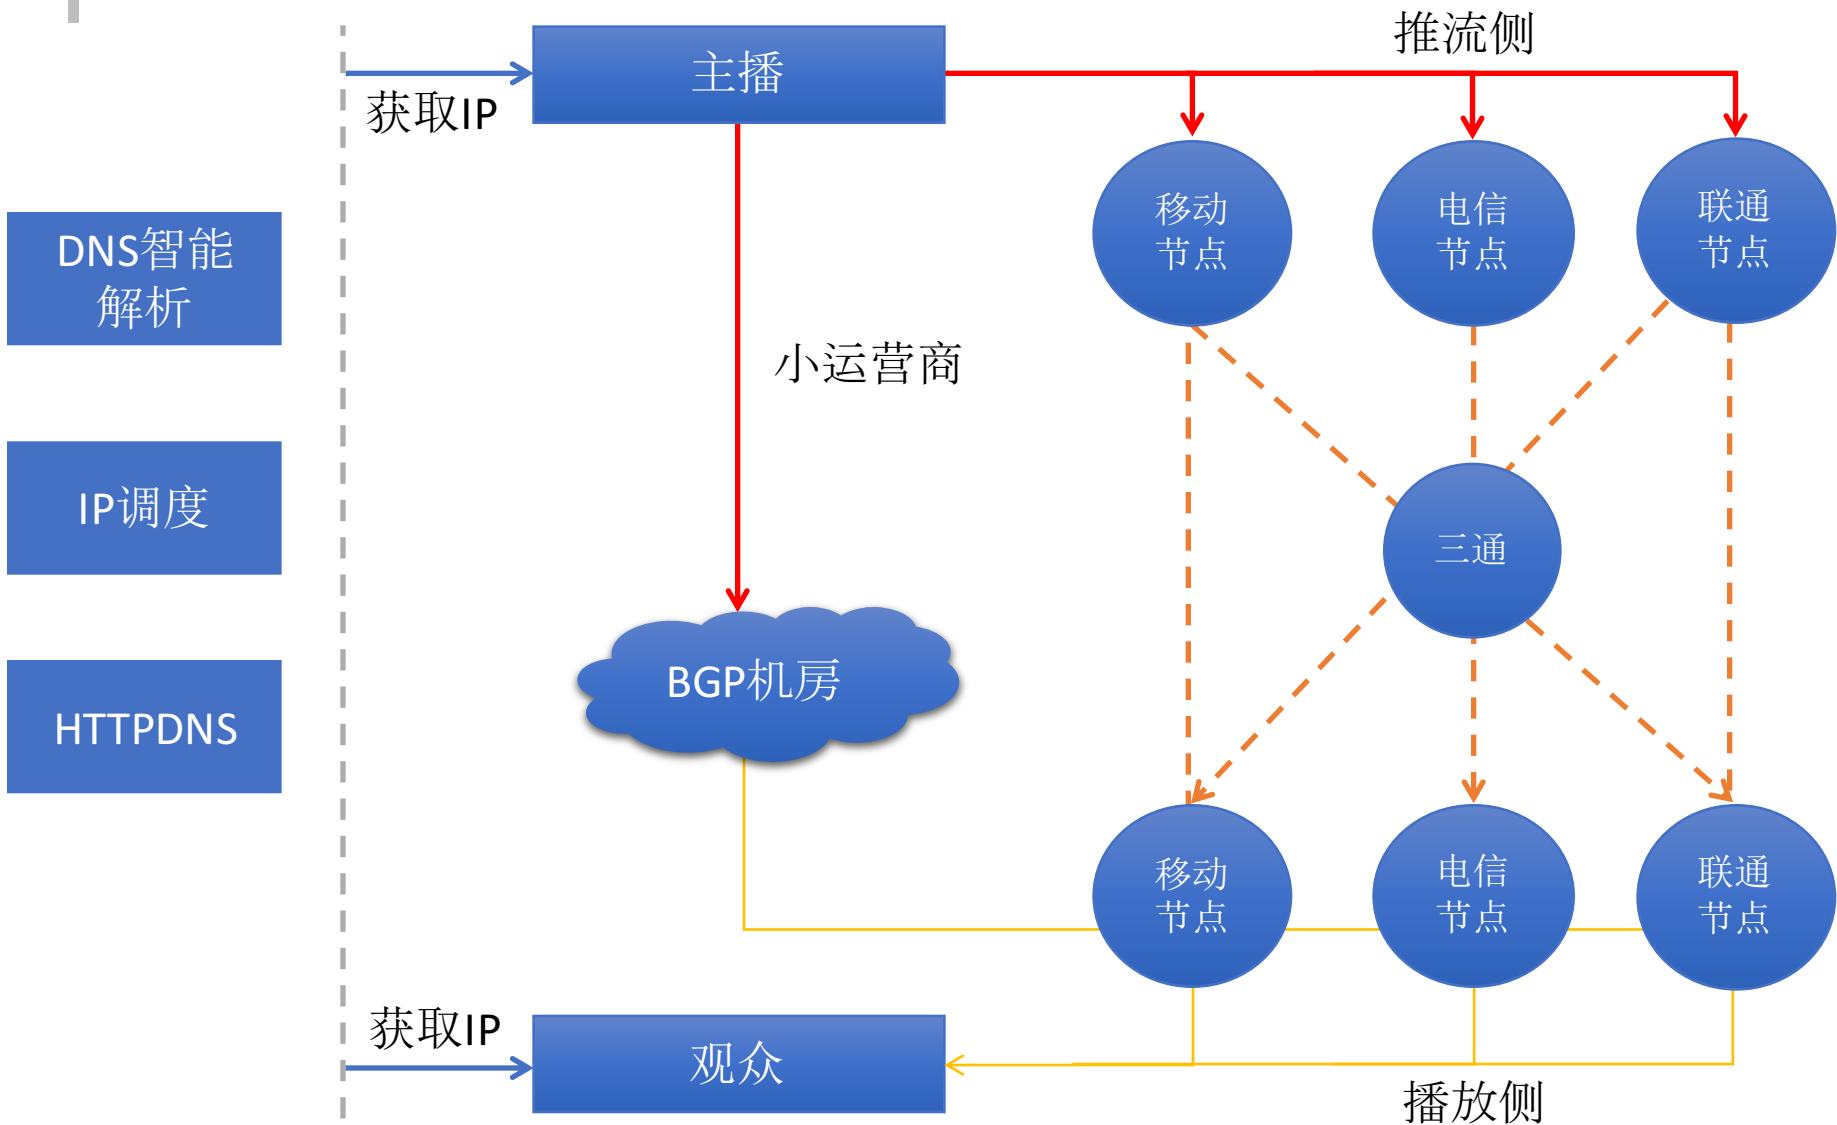 推流侧
主播
获取IP
移动
节点
电信
节点
联通
节点
DNS智能
解析
小运营商
IP调度
三通
BGP机房
HTTPDNS
移动
节点
电信
节点
联通
节点
获取IP
观众
播放侧